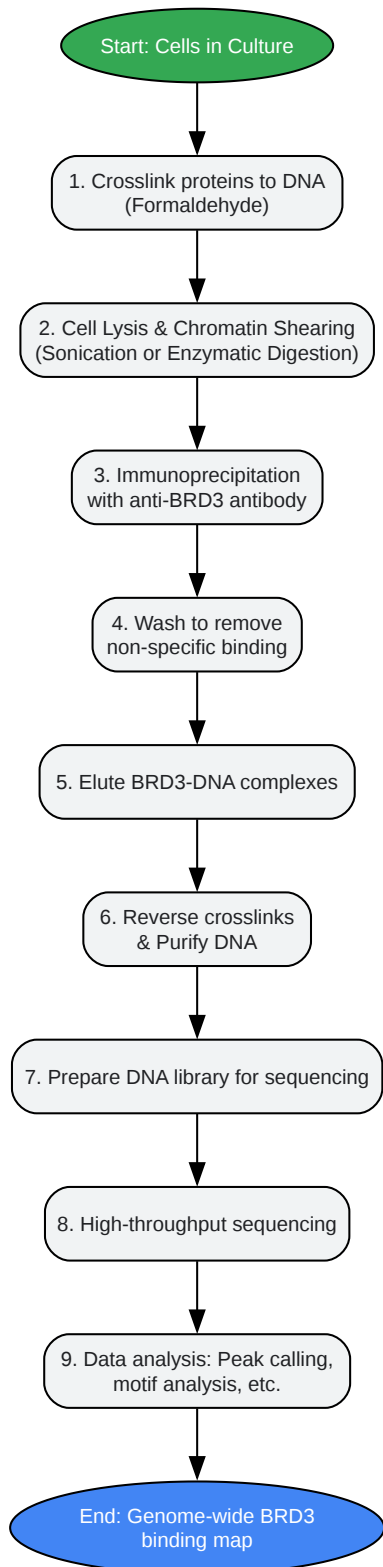 Start: Cells in Culture
1. Crosslink proteins to DNA
(Formaldehyde)
2. Cell Lysis & Chromatin Shearing
(Sonication or Enzymatic Digestion)
3. Immunoprecipitation
with anti-BRD3 antibody
4. Wash to remove
non-specific binding
5. Elute BRD3-DNA complexes
6. Reverse crosslinks
& Purify DNA
7. Prepare DNA library for sequencing
8. High-throughput sequencing
9. Data analysis: Peak calling,
motif analysis, etc.
End: Genome-wide BRD3
binding map